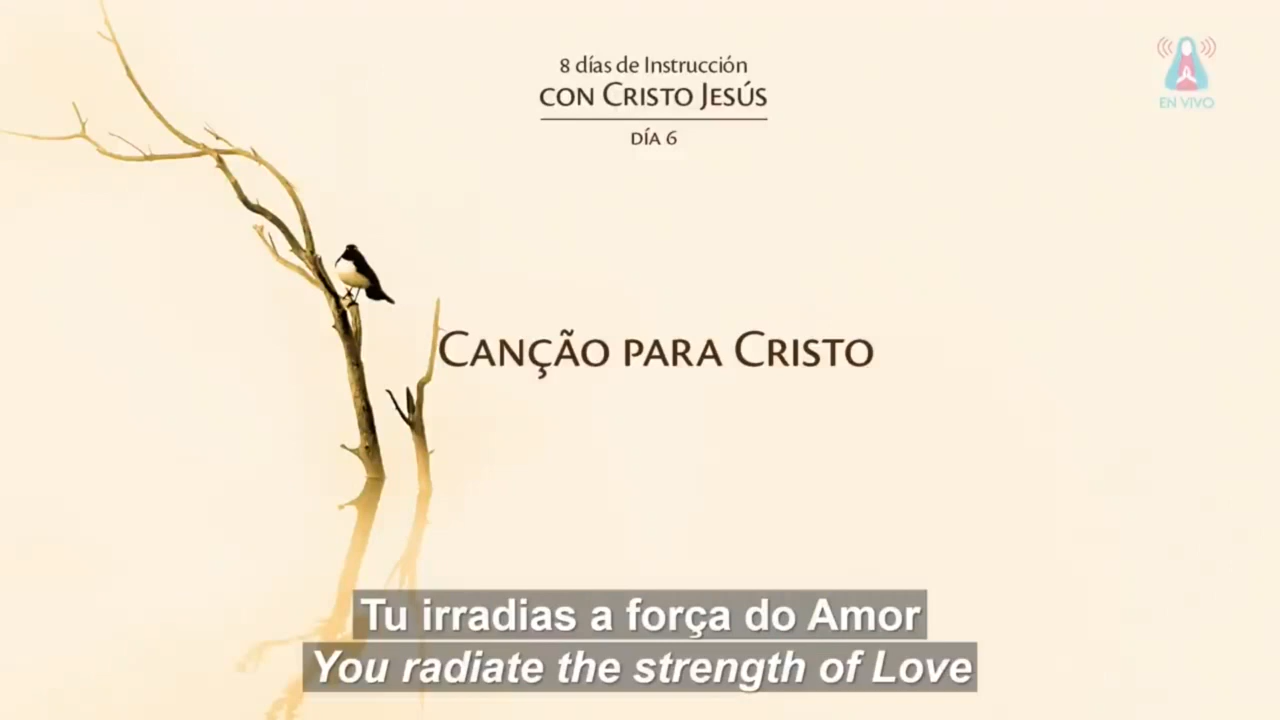 8 días de Instrucción
CON CRISTO JESÚS
DÍA 6
EN VIVO
CANÇÃO PARA CRISTO
Tu irradias a força do Amor
You radiate the strength of Love